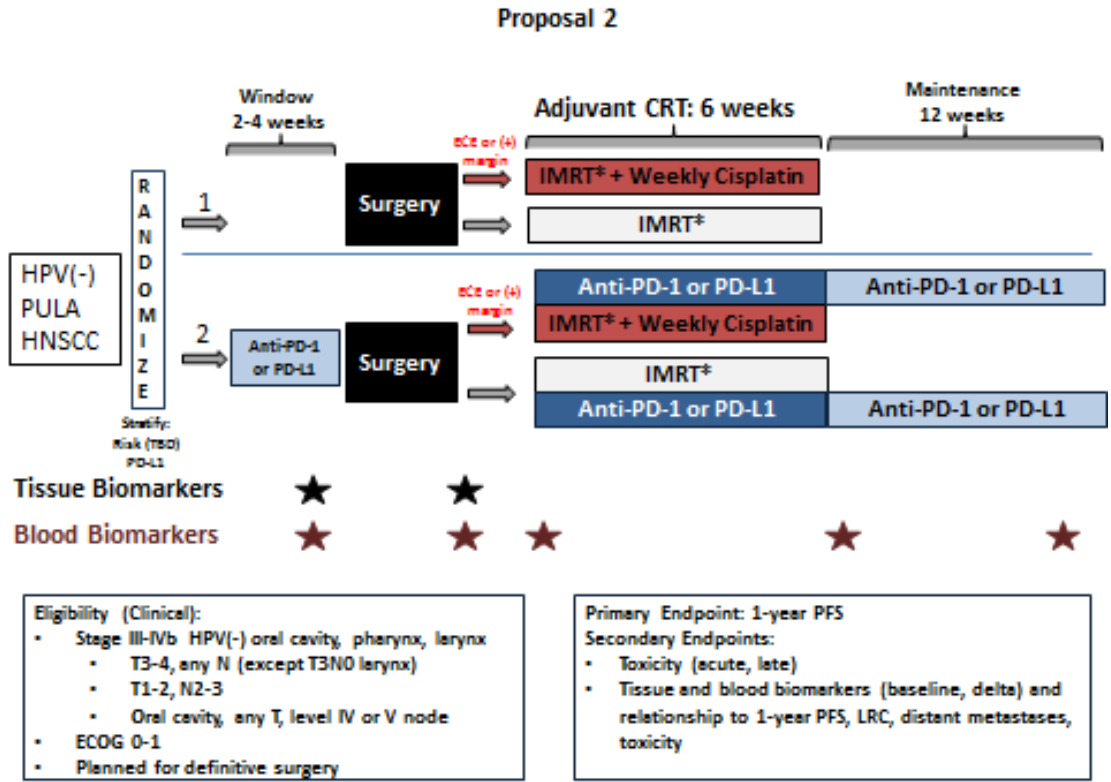 Proposal 2
Window
2-4 weeks
Adjuvant CRT: 6 weeks
Maintenance
12 weeks
HPV(-)
PULA
HNSCC
R
A
N
D
O
M
I
Z
E
Stratify:
Risk (TBD)
PD-L1
1
Surgery
ECE or (+)
margin
IMRT* + Weekly Cisplatin
IMRT*
2
Anti-PD-1
or PD-L1
Surgery
ECE or (+)
margin
Anti-PD-1 or PD-L1
Anti-PD-1 or PD-L1
IMRT* + Weekly Cisplatin
IMRT*
Anti-PD-1 or PD-L1
Anti-PD-1 or PD-L1
Tissue Biomarkers
Blood Biomarkers
Eligibility (Clinical):
• Stage III-IVb HPV(-) oral cavity, pharynx, larynx
• T3-4, any N (except T3N0 larynx)
• T1-2, N2-3
• Oral cavity, any T, level IV or V node
• ECOG 0-1
• Planned for definitive surgery
Primary Endpoint: 1-year PFS
Secondary Endpoints:
• Toxicity (acute, late)
• Tissue and blood biomarkers (baseline, delta) and
relationship to 1-year PFS, LRC, distant metastases,
toxicity